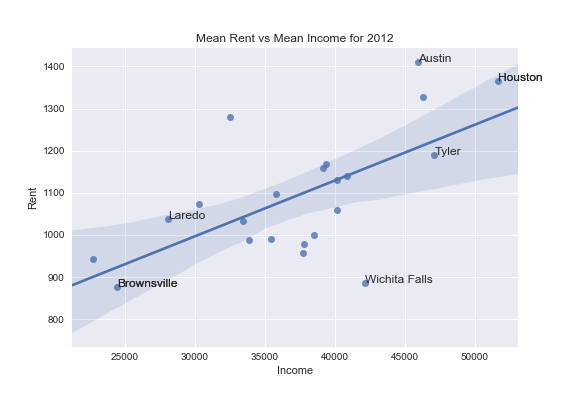 Mean Rent vs Mean Income for 2012
1400
1300
1200
1100
1000
900
800
Rent
Austin
Houston
Tyler
Laredo
Wichita Falls
Brownsville
25000 30000 35000 40000 45000 50000
Income